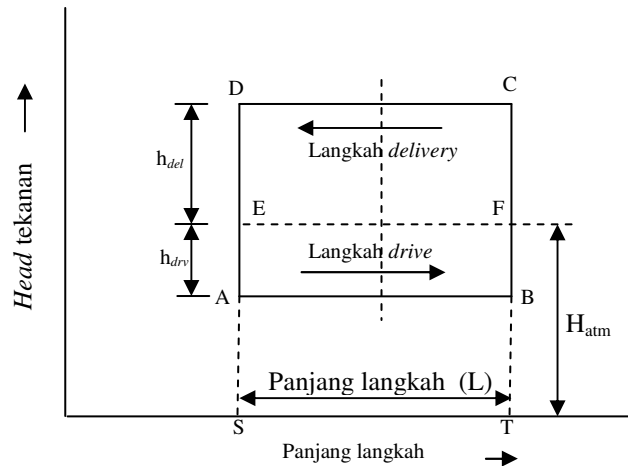 D
C
h_del
Langkah delivery
E
F
h_drv
Langkah drive
A
B
H_atm
Head tekanan
Panjang langkah (L)
S
T
Panjang langkah